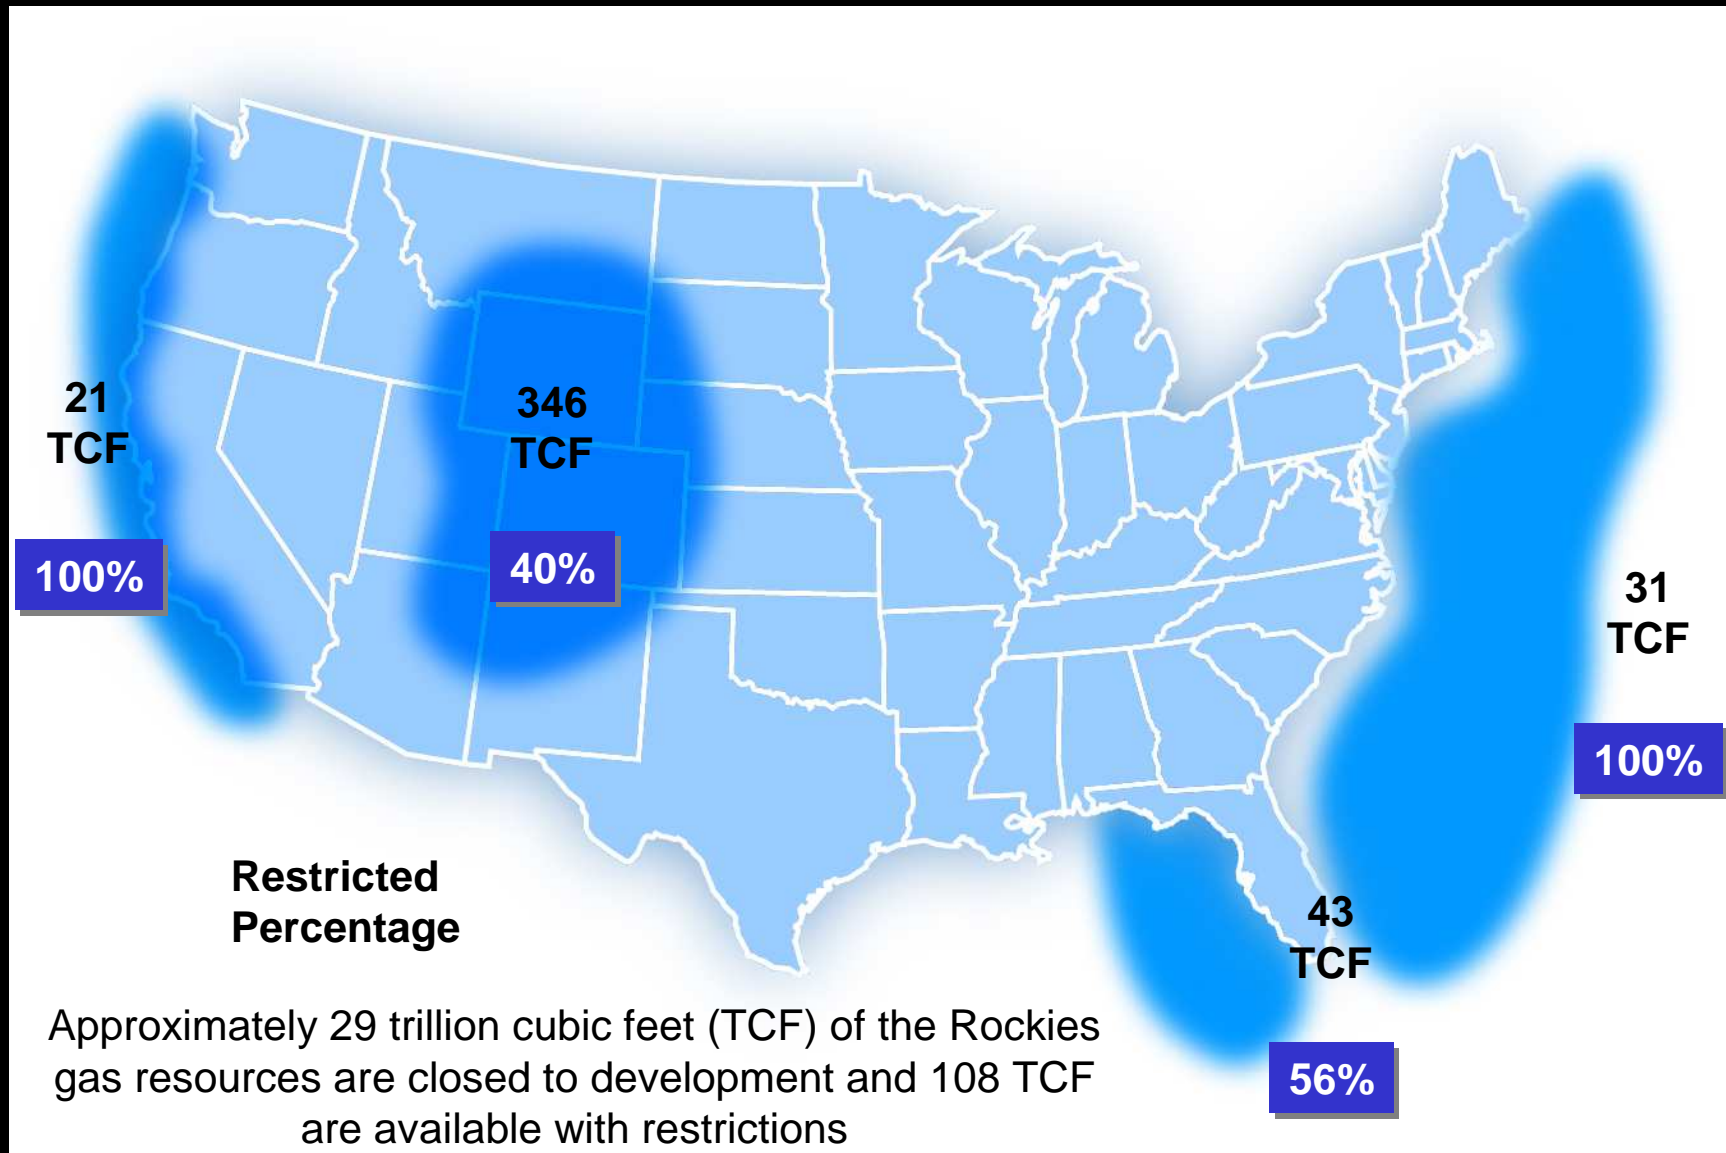 21
TCF
346
TCF
100%
40%
31
TCF
100%
Restricted
Percentage
43
TCF
Approximately 29 trillion cubic feet (TCF) of the Rockies
gas resources are closed to development and 108 TCF
are available with restrictions
56%